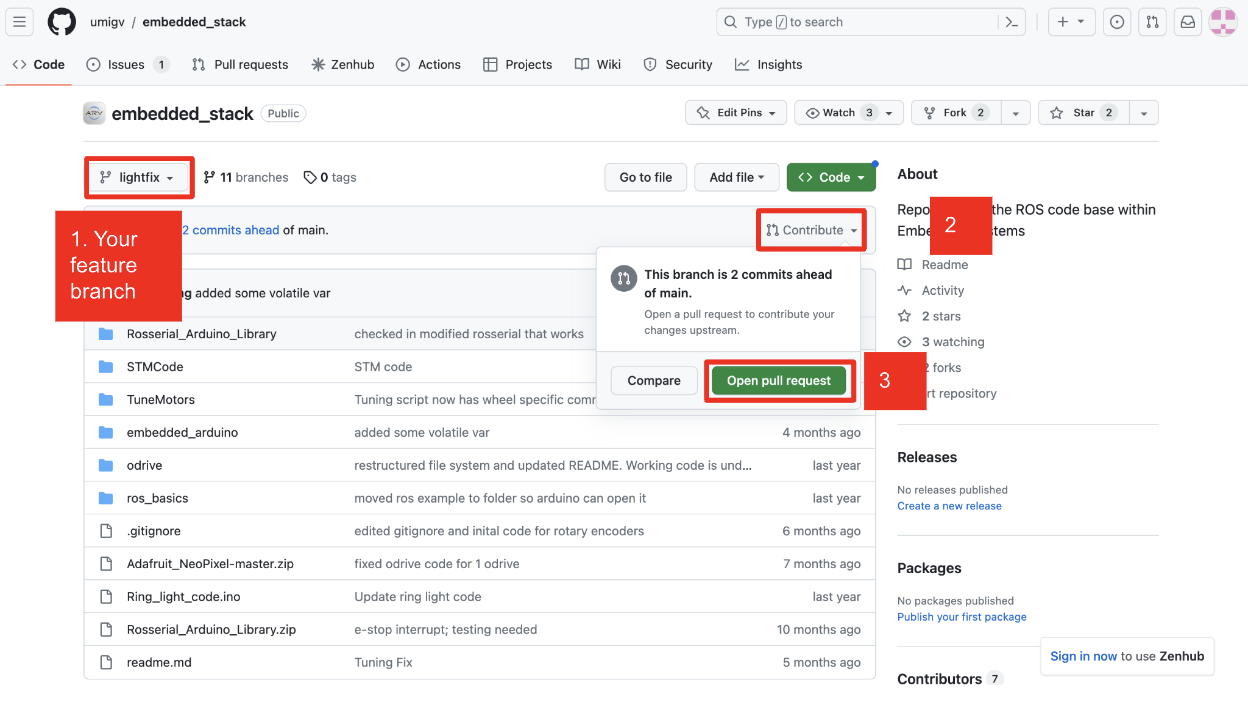 umigv / embedded_stack
Type / to search
Code
Issues 1
Pull requests
Zenhub
Actions
Projects
Wiki
Security
Insights
ARV
embedded_stack
Public
Edit Pins
Watch 3
Fork 2
Star 2
lightfix
11 branches
0 tags
Go to file
Add file
Code
1. Your
feature
branch
2 commits ahead of main.
Contribute
This branch is 2 commits ahead
of main.
Open a pull request to contribute your
changes upstream.
Compare
Open pull request
2
3
ng added some volatile var
Rosserial_Arduino_Library
checked in modified rosserial that works
STMCode
STM code
TuneMotors
Tuning script now has wheel specific comr
embedded_arduino
added some volatile var
4 months ago
odrive
restructured file system and updated README. Working code is und...
last year
ros_basics
moved ros example to folder so arduino can open it
last year
.gitignore
edited gitignore and inital code for rotary encoders
6 months ago
Adafruit_NeoPixel-master.zip
fixed odrive code for 1 odrive
7 months ago
Ring_light_code.ino
Update ring light code
last year
Rosserial_Arduino_Library.zip
e-stop interrupt; testing needed
10 months ago
readme.md
Tuning Fix
5 months ago
About
Repo the ROS code base within
Embe stems
Readme
Activity
2 stars
3 watching
2 forks
rt repository
Releases
No releases published
Create a new release
Packages
No packages published
Publish your first package
Contributors 7
Sign in now to use Zenhub